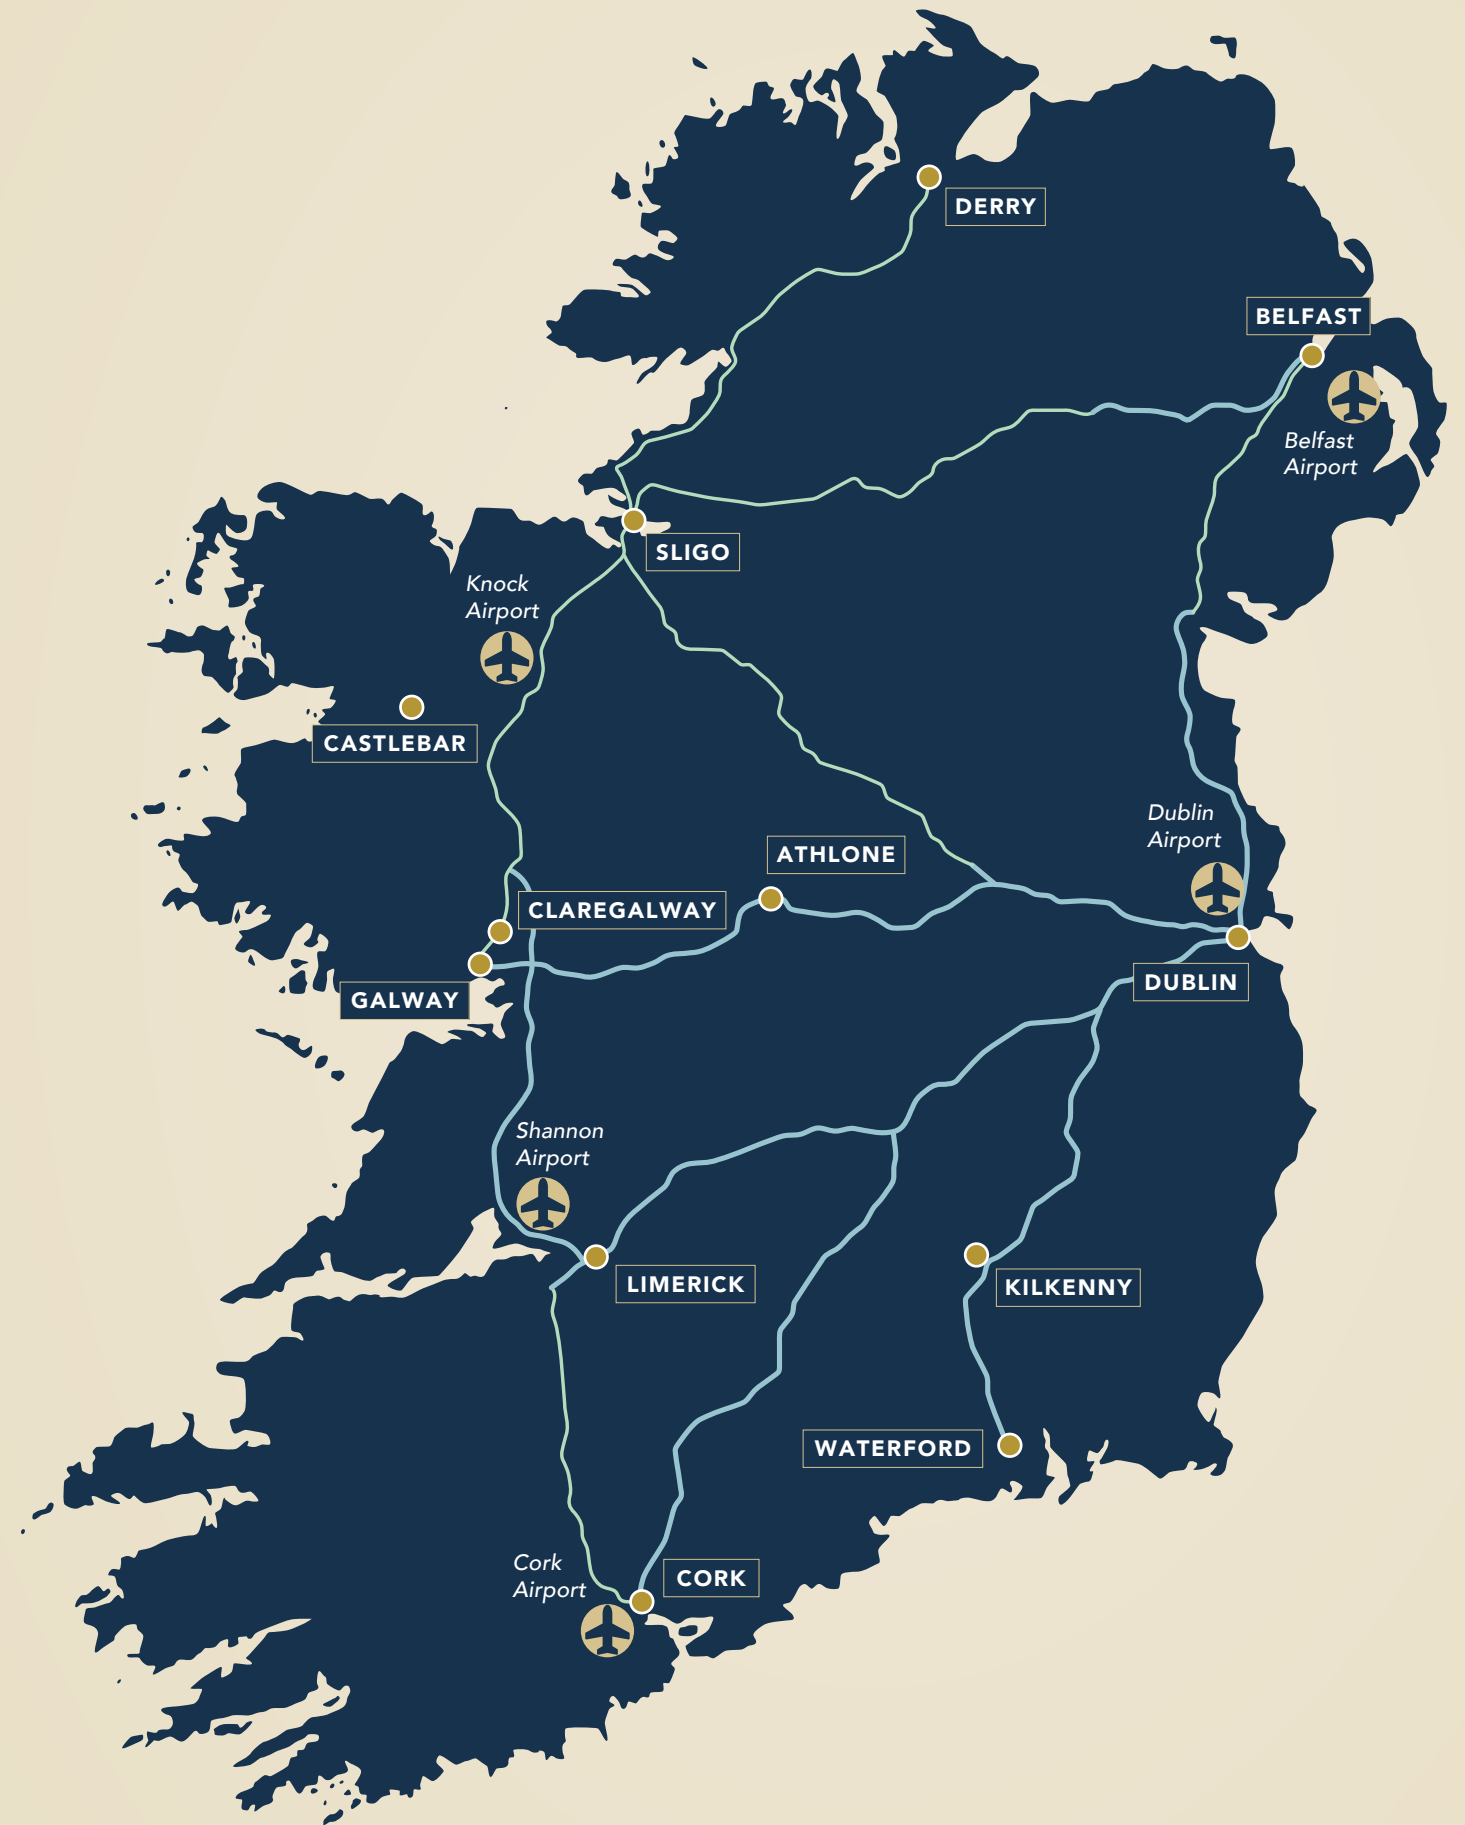 DERRY
BELFAST
Belfast
Airport
SLIGO
Knock
Airport
CASTLEBAR
Dublin
Airport
ATHLONE
CLAREGALWAY
DUBLIN
GALWAY
Shannon
Airport
LIMERICK
KILKENNY
WATERFORD
Cork
Airport
CORK